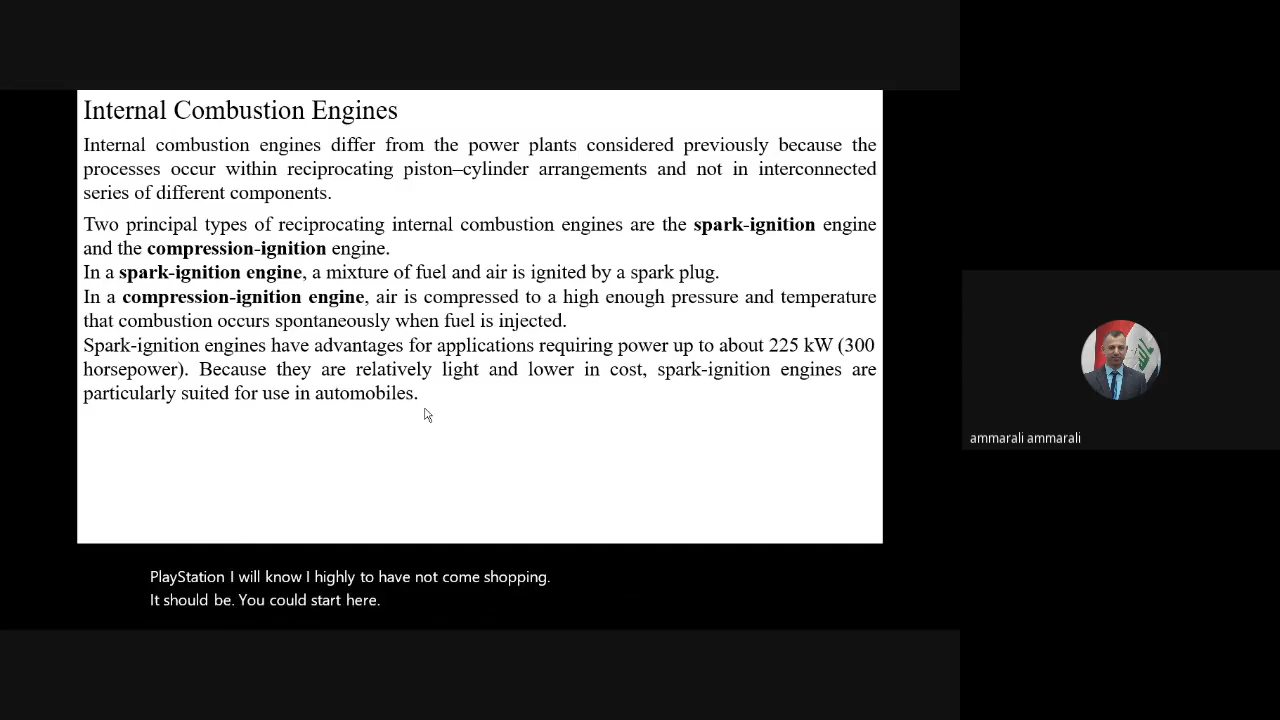 Internal Combustion Engines
Internal combustion engines differ from the power plants considered previously because the
processes occur within reciprocating piston–cylinder arrangements and not in interconnected
series of different components.
Two principal types of reciprocating internal combustion engines are the spark-ignition engine
and the compression-ignition engine.
In a spark-ignition engine, a mixture of fuel and air is ignited by a spark plug.
In a compression-ignition engine, air is compressed to a high enough pressure and temperature
that combustion occurs spontaneously when fuel is injected.
Spark-ignition engines have advantages for applications requiring power up to about 225 kW (300
horsepower). Because they are relatively light and lower in cost, spark-ignition engines are
particularly suited for use in automobiles.
ammarali ammarali
PlayStation I will know I highly to have not come shopping.
It should be. You could start here.